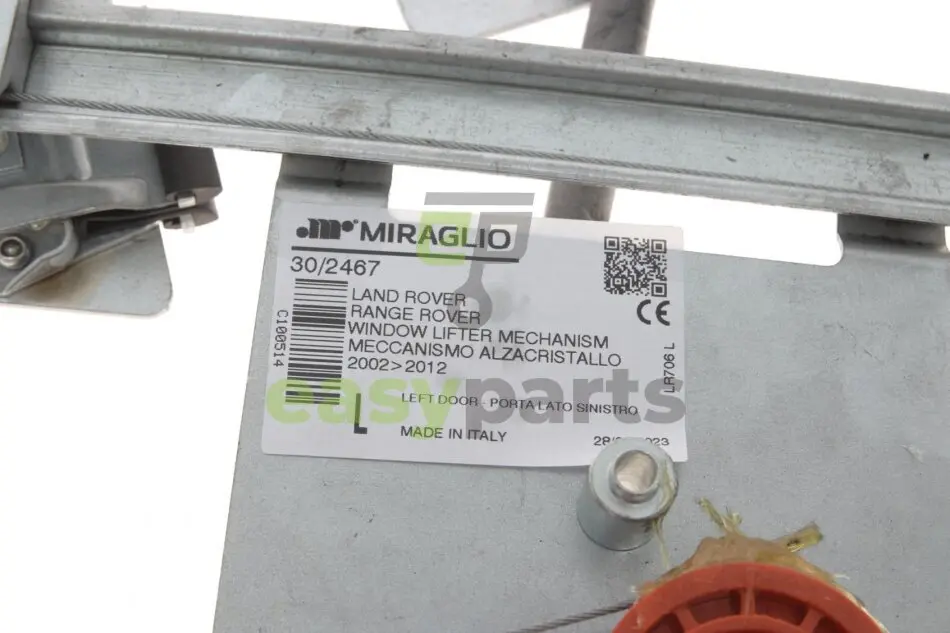 MIRAGLIO
30/2467
LAND ROVER
RANGE ROVER
WINDOW LIFTER MECHANISM
MECCANISMO ALZACRISTALLO
2002>2012
LEFT DOOR - PORTA LATO SINISTRO
L
MADE IN ITALY
C100514
CE
LR706 L
easyparts